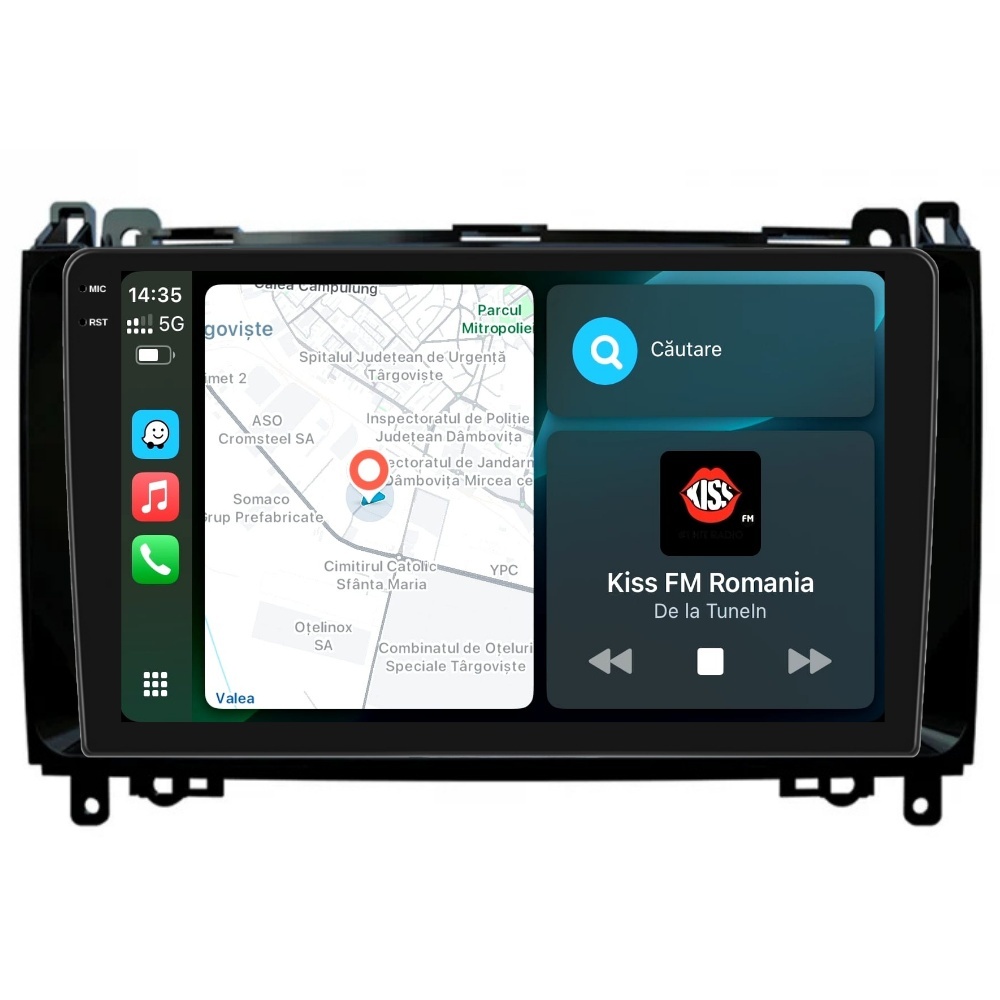 MIC
RST
14:35
5G
Calea Câmpulung
goviște
Parcul
Mitropoliei
Spitalul Județean de Urgență
Târgoviște
imet 2
ASO
Cromsteel SA
Inspectoratul de Poliție
Județean Dâmbovița
ectoratul de Jandarm
Dâmbovița Mircea ce
Somaco
Grup Prefabricate
Cimitirul Catolic
Sfânta Maria
YPC
Oțelinox
SA
Combinatul de Oțeluri
Speciale Târgoviște
Valea
Căutare
KISS
FM
Kiss FM Romania
De la TuneIn